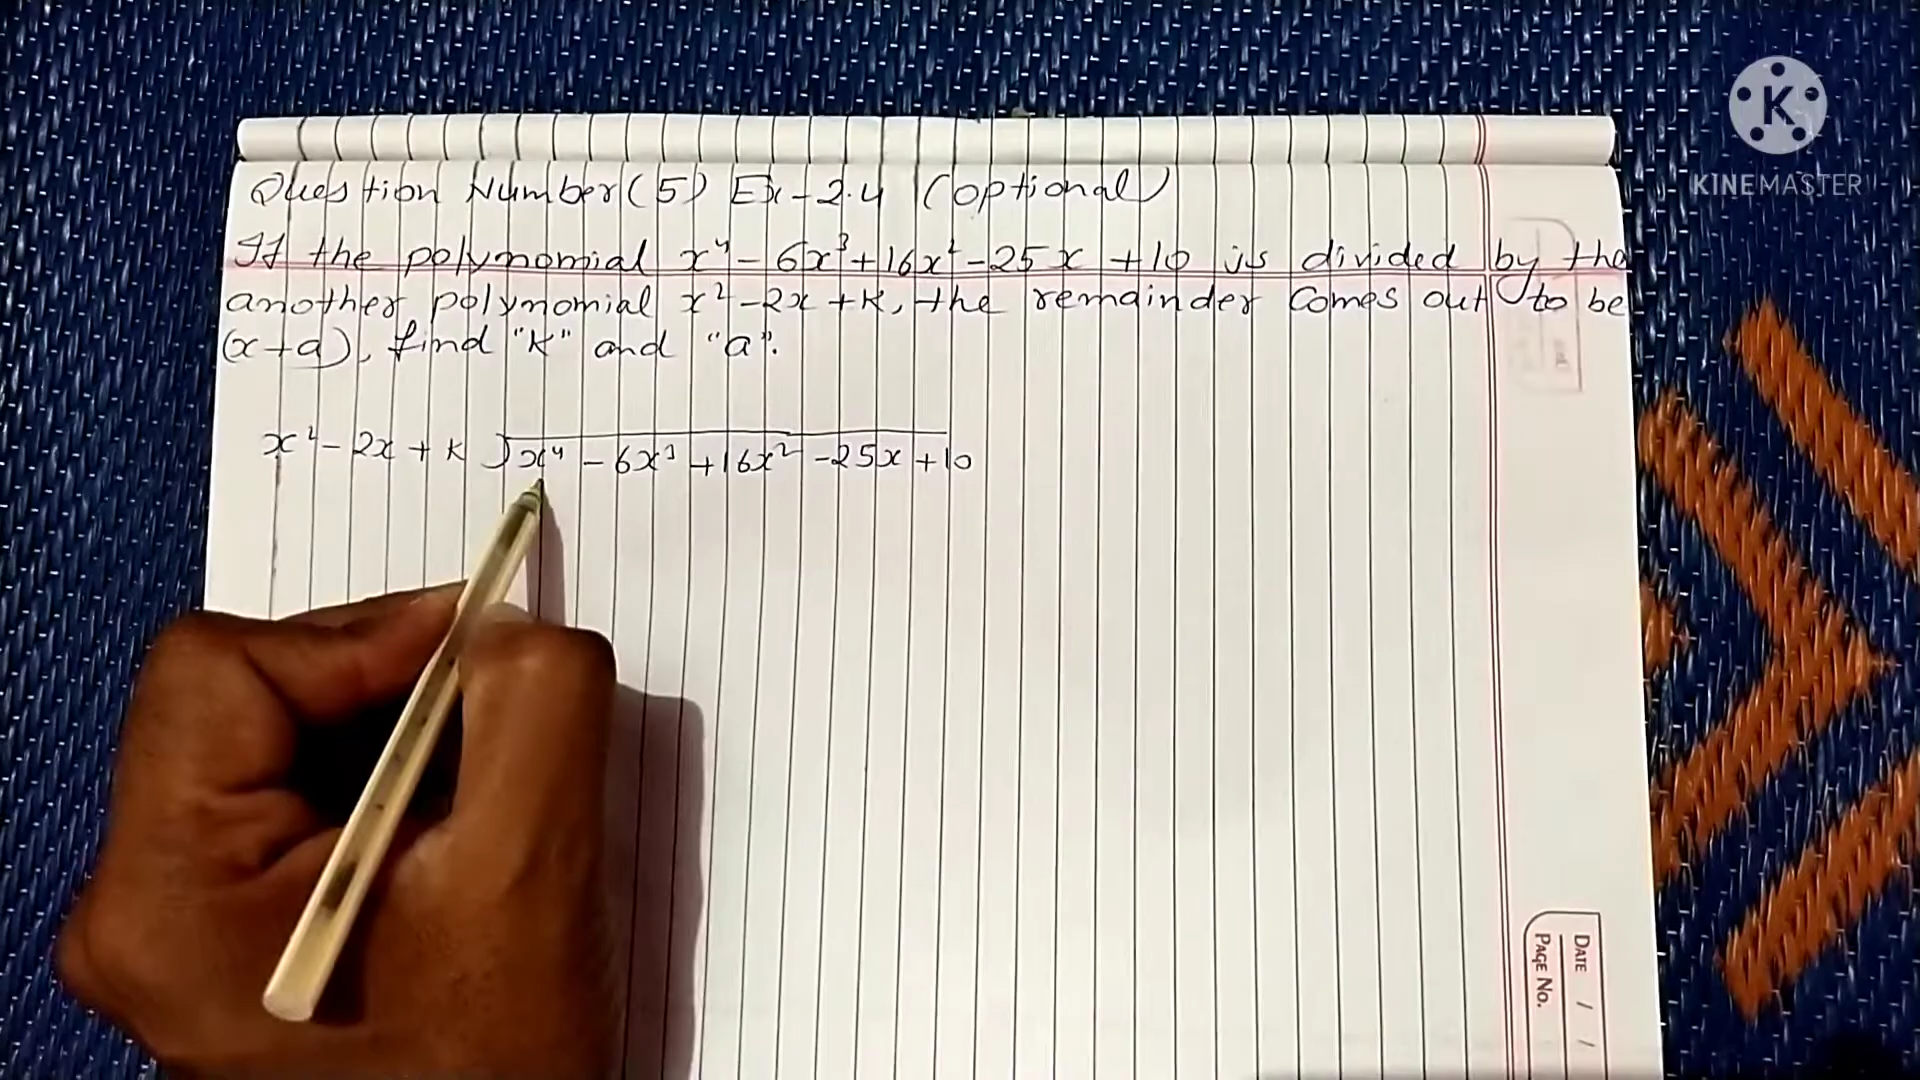 Question Number (5) Ex-2.4 (optional)
If the polynomial x⁴ - 6x³ + 16x² - 25x + 10 is divided by the
another polynomial x² - 2x + k, the remainder comes out to be
(x+a), find "k" and "a".
x² - 2x + k ) x⁴ - 6x³ + 16x² - 25x + 10
K
KINEMASTER
DATE / /
PAGE NO.